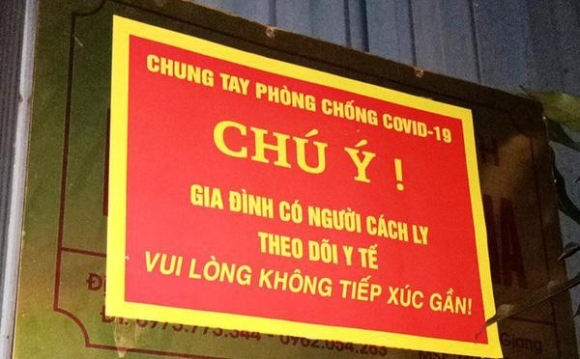 CHUNG TAY PHÒNG CHỐNG COVID-19
CHÚ Ý !
GIA ĐÌNH CÓ NGƯỜI CÁCH LY
THEO DÕI Y TẾ
VUI LÒNG KHÔNG TIẾP XÚC GẦN!